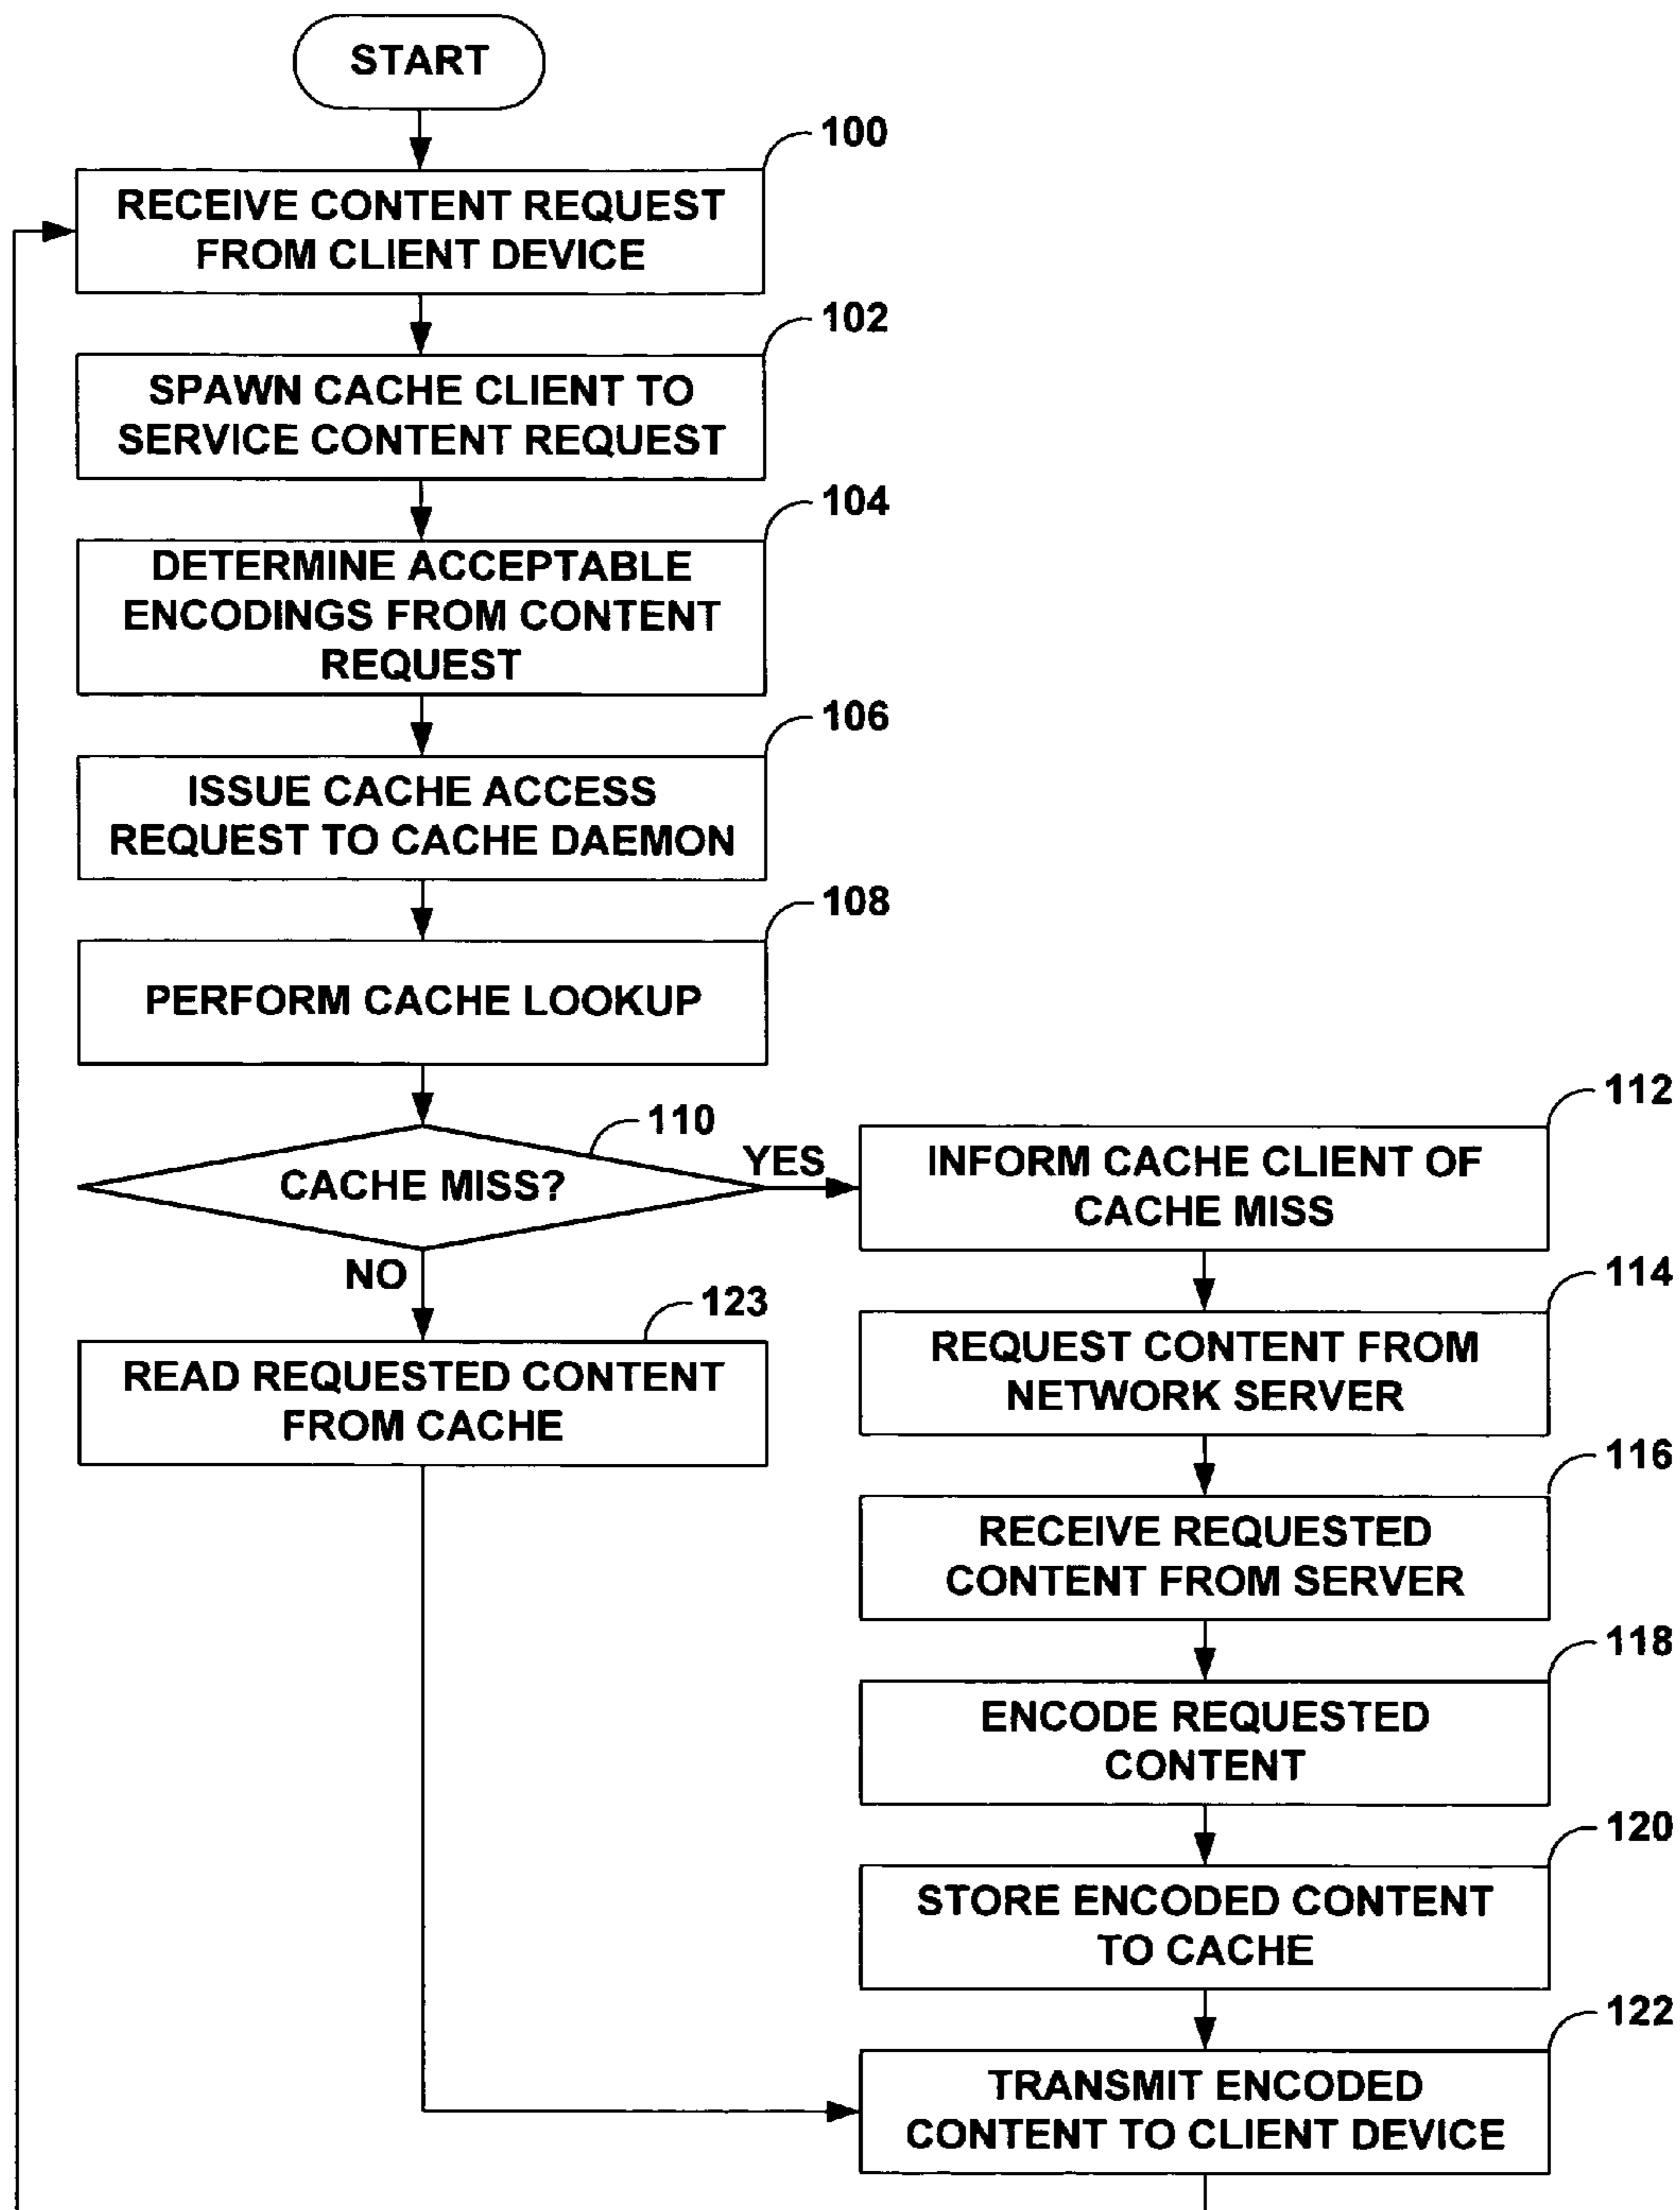 START
100
RECEIVE CONTENT REQUEST
FROM CLIENT DEVICE
102
SPAWN CACHE CLIENT TO
SERVICE CONTENT REQUEST
104
DETERMINE ACCEPTABLE
ENCODINGS FROM CONTENT
REQUEST
106
ISSUE CACHE ACCESS
REQUEST TO CACHE DAEMON
108
PERFORM CACHE LOOKUP
110
CACHE MISS?
YES
NO
112
INFORM CACHE CLIENT OF
CACHE MISS
114
REQUEST CONTENT FROM
NETWORK SERVER
123
READ REQUESTED CONTENT
FROM CACHE
116
RECEIVE REQUESTED
CONTENT FROM SERVER
118
ENCODE REQUESTED
CONTENT
120
STORE ENCODED CONTENT
TO CACHE
122
TRANSMIT ENCODED
CONTENT TO CLIENT DEVICE